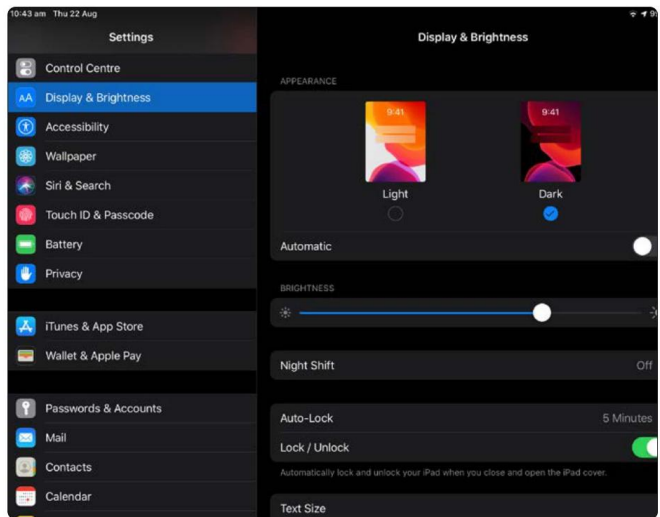 10:43 am Thu 22 Aug
Settings
Control Centre
AA Display & Brightness
Accessibility
Wallpaper
Siri & Search
Touch ID & Passcode
Battery
Privacy
iTunes & App Store
Wallet & Apple Pay
Passwords & Accounts
Mail
Contacts
Calendar
Display & Brightness
APPEARANCE
9:41 9:41
Light Dark
Automatic
BRIGHTNESS
Night Shift Off
Auto-Lock 5 Minutes
Lock / Unlock
Automatically lock and unlock your iPad when you close and open the iPad cover.
Text Size